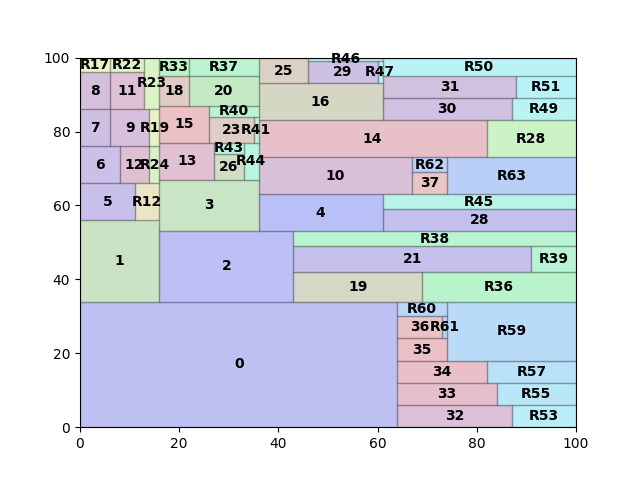 R46
100 R17 R22 R33 R37 25 29 R47 R50
R23
8 11 18 20 31 R51
16
30 R49
R40
80 7 9 R19 15 23 R41 14 R28
R43
6 12 R24 13 26 R44 10 R62 R63
37
60 5 R12 3 4 R45
28
R38
1 2 21 R39
40 19 R36
R60
36 R61 R59
20 35
0 34 R57
33 R55
32 R53
0
0 20 40 60 80 100